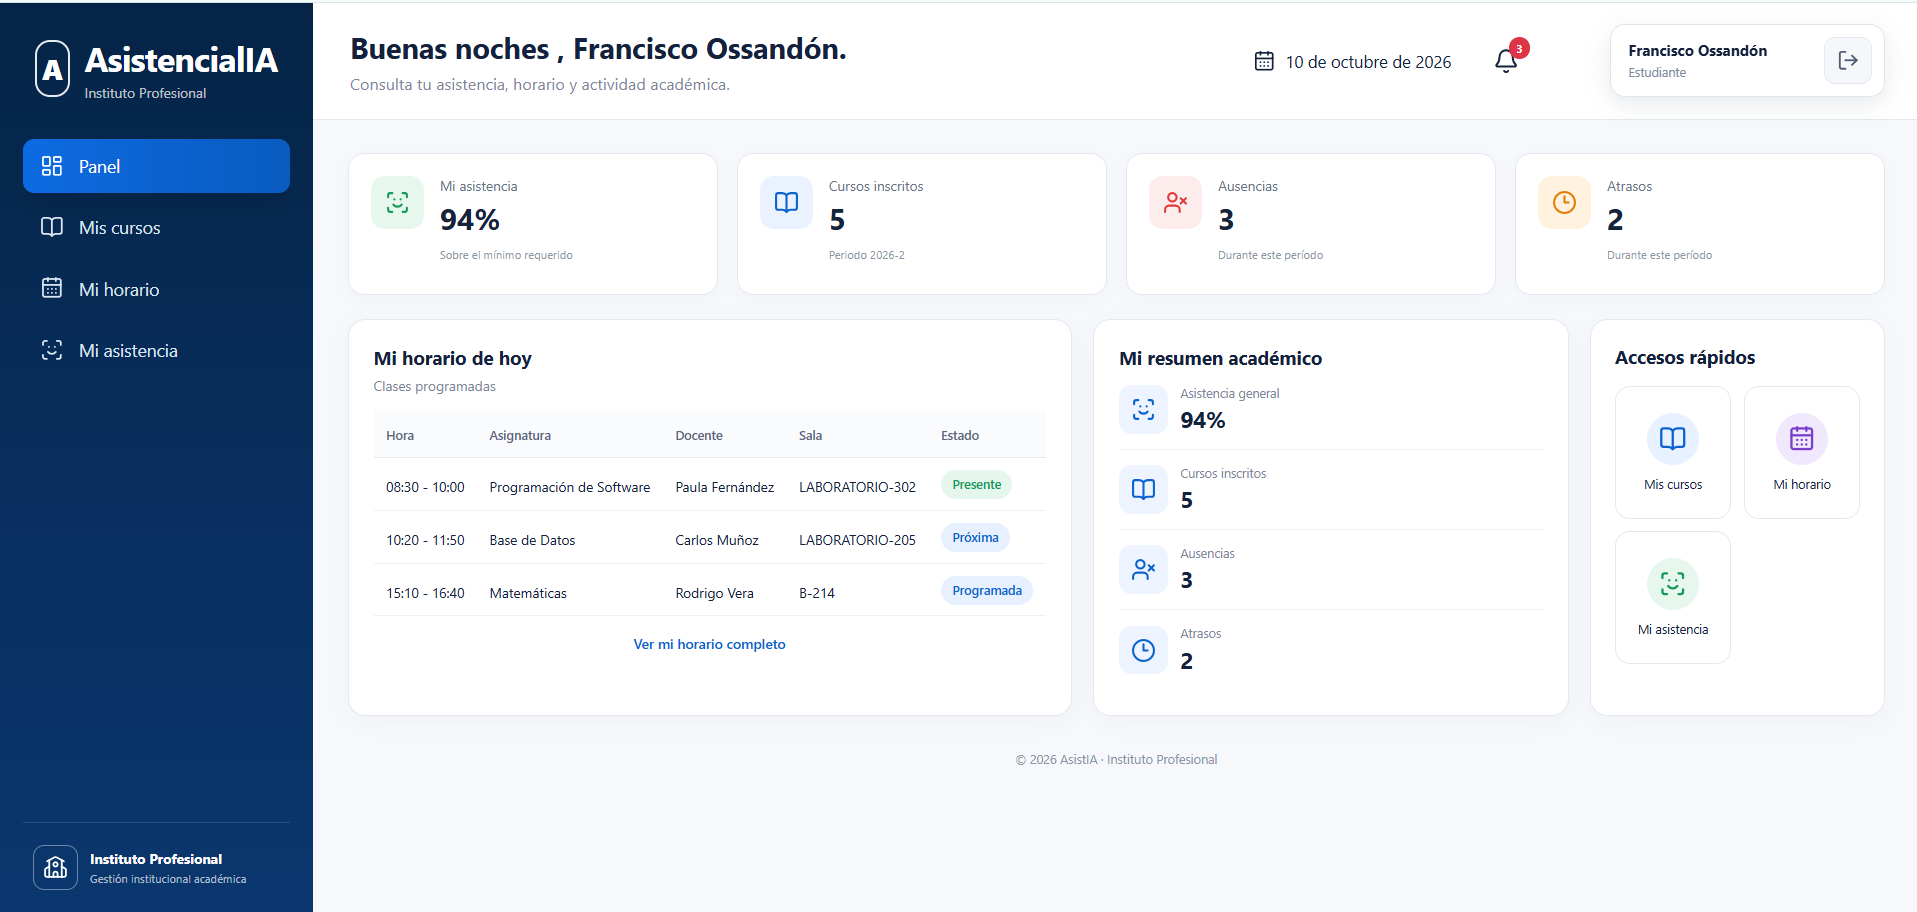 A
AsistencialIA
Instituto Profesional
Panel
Mis cursos
Mi horario
Mi asistencia
Instituto Profesional
Gestión institucional académica
Buenas noches , Francisco Ossandón.
Consulta tu asistencia, horario y actividad académica.
10 de octubre de 2026
3
Francisco Ossandón
Estudiante
Mi asistencia
94%
Sobre el mínimo requerido
Cursos inscritos
5
Periodo 2026-2
Ausencias
3
Durante este período
Atrasos
2
Durante este período
Mi horario de hoy
Clases programadas
Hora Asignatura Docente Sala Estado
08:30 - 10:00 Programación de Software Paula Fernández LABORATORIO-302 Presente
10:20 - 11:50 Base de Datos Carlos Muñoz LABORATORIO-205 Próxima
15:10 - 16:40 Matemáticas Rodrigo Vera B-214 Programada
Ver mi horario completo
Mi resumen académico
Asistencia general
94%
Cursos inscritos
5
Ausencias
3
Atrasos
2
Accesos rápidos
Mis cursos
Mi horario
Mi asistencia
© 2026 AsistIA · Instituto Profesional